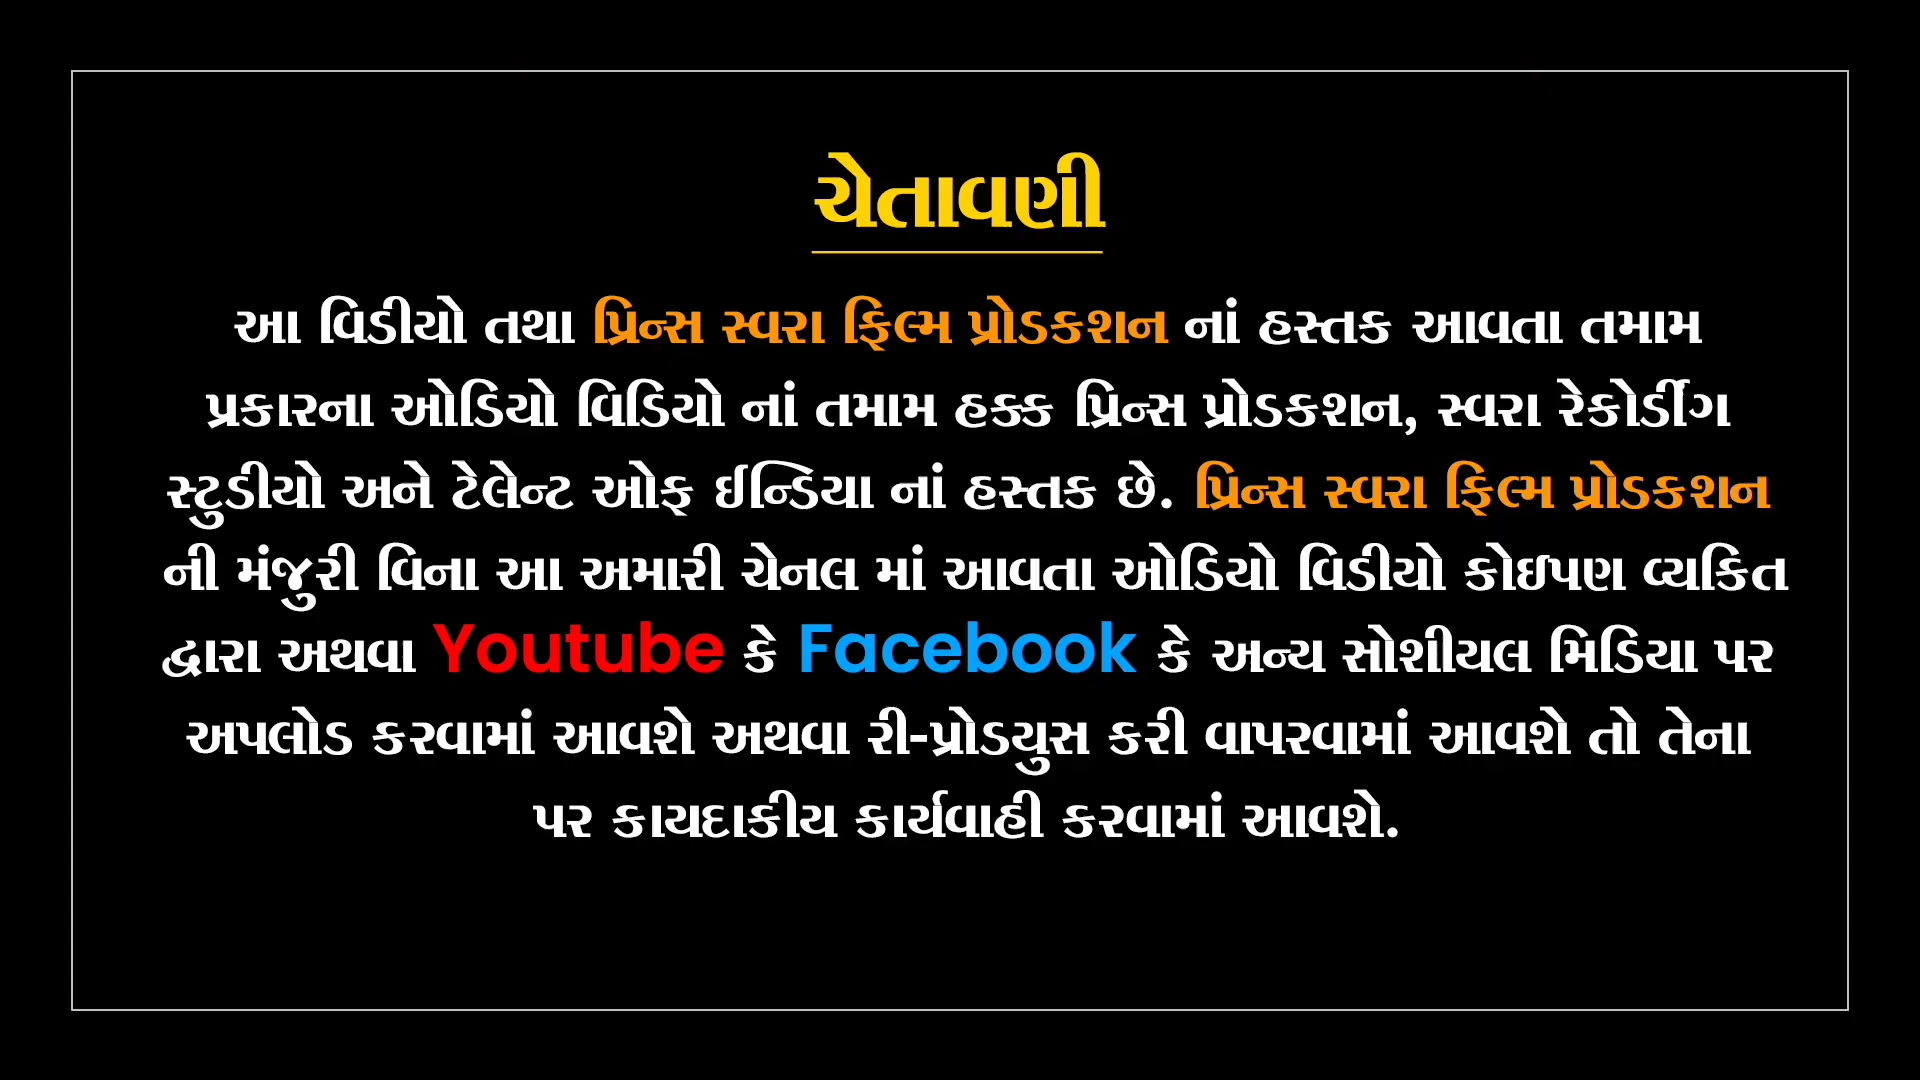 ચેતાવણી
આ વિડીયો તથા પ્રિન્સ સ્વરા ફિલ્મ પ્રોડકશન નાં હસ્તક આવતા તમામ
પ્રકારના ઓડિયો વિડિયો નાં તમામ હક્ક પ્રિન્સ પ્રોડકશન, સ્વરા રેકોર્ડીગ
સ્ટુડીયો અને ટેલેન્ટ ઓફ ઈન્ડિયા નાં હસ્તક છે. પ્રિન્સ સ્વરા ફિલ્મ પ્રોડકશન
ની મંજુરી વિના આ અમારી ચેનલ માં આવતા ઓડિયો વિડીયો કોઇપણ વ્યકિત
દ્વારા અથવા Youtube કે Facebook કે અન્ય સોશીયલ મિડિયા પર
અપલોડ કરવામાં આવશે અથવા રી-પ્રોડયુસ કરી વાપરવામાં આવશે તો તેના
પર કાયદાકીય કાર્યવાહી કરવામાં આવશે.